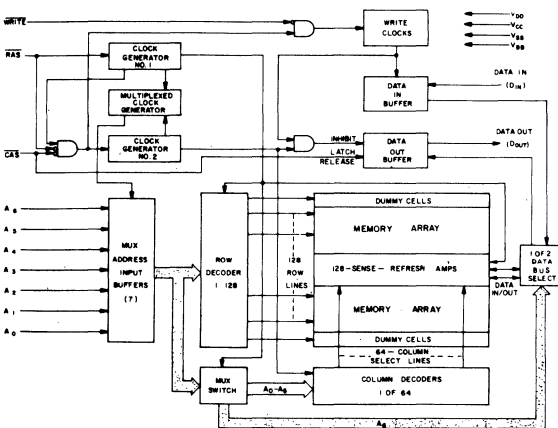 WRITE
RAS
CAS
CLOCK
GENERATOR
NO. 1
MULTIPLEXED
CLOCK
GENERATOR
CLOCK
GENERATOR
NO. 2
WRITE
CLOCKS
VDD
VCC
VSS
VBB
DATA IN
(DIN)
DATA
IN
BUFFER
INHIBIT
LATCH
RELEASE
DATA
OUT
BUFFER
DATA OUT
(DOUT)
A6
A5
A4
A3
A2
A1
A0
MUX
ADDRESS
INPUT
BUFFERS
(7)
ROW
DECODER
1 128
128
ROW
LINES
DUMMY CELLS
MEMORY ARRAY
128-SENSE-REFRESH AMPS
MEMORY ARRAY
DUMMY CELLS
DATA
IN/OUT
1 OF 2
DATA
BUS
SELECT
64-COLUMN
SELECT LINES
MUX
SWITCH
A0-A5
COLUMN DECODERS
1 OF 64
A6